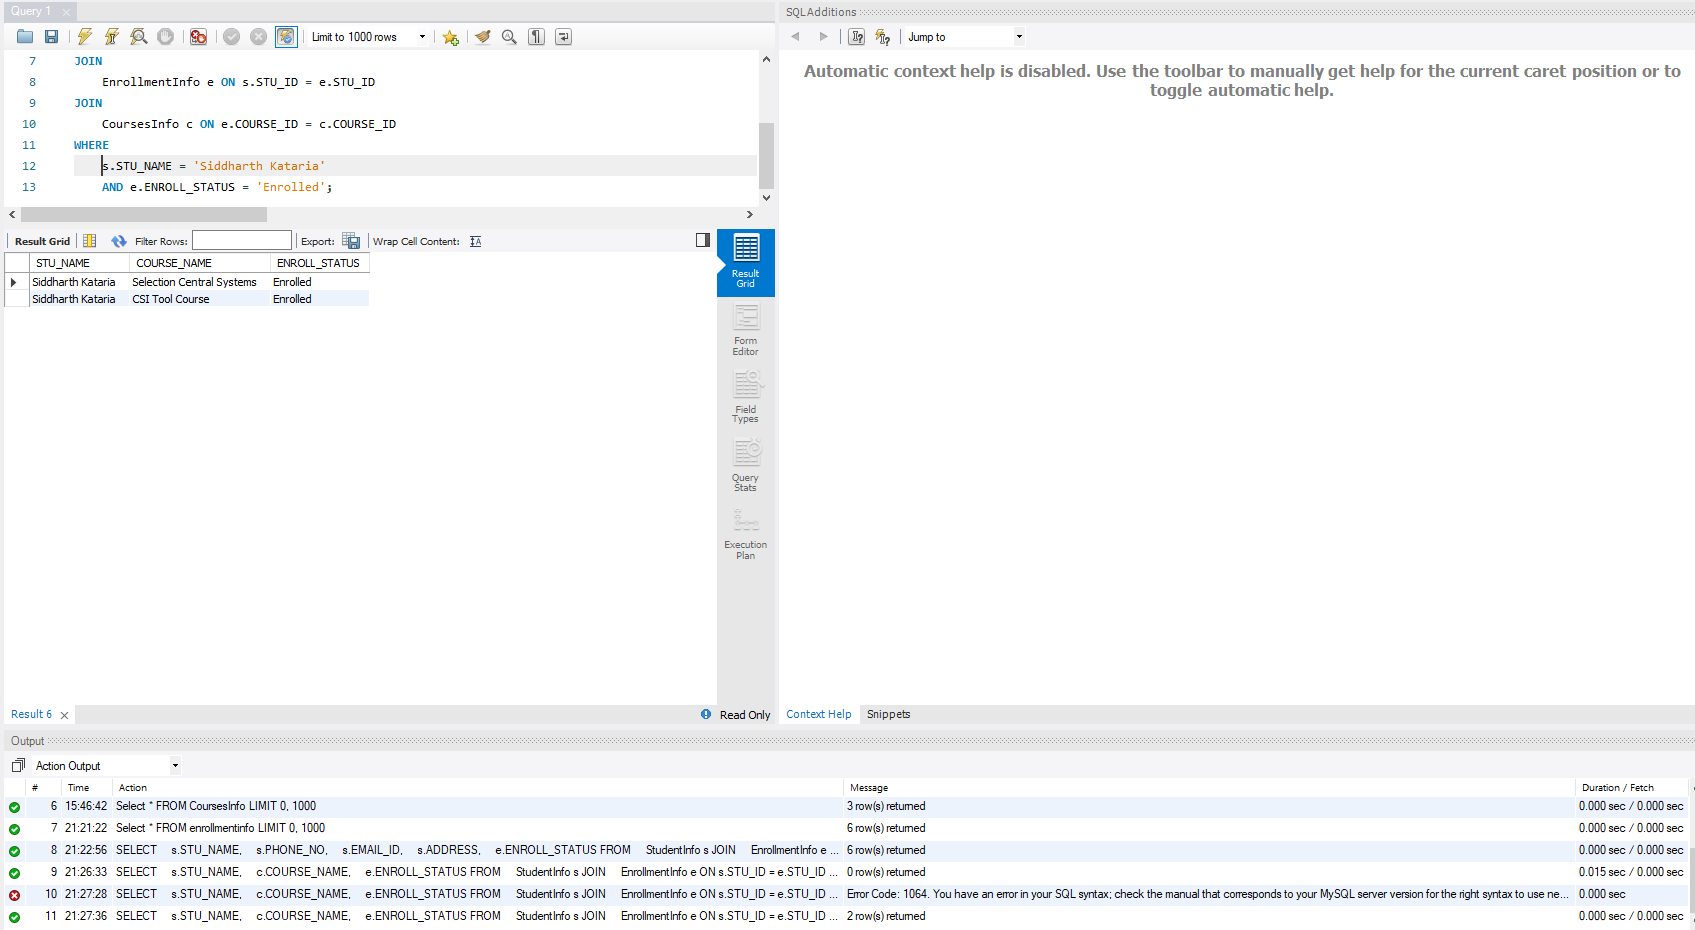 Query 1
SQLAdditions
Limit to 1000 rows
Jump to
7 JOIN
8 EnrollmentInfo e ON s.STU_ID = e.STU_ID
9 JOIN
10 CoursesInfo c ON e.COURSE_ID = c.COURSE_ID
11 WHERE
12 s.STU_NAME = 'Siddharth Kataria'
13 AND e.ENROLL_STATUS = 'Enrolled';
Automatic context help is disabled. Use the toolbar to manually get help for the current caret position or to
toggle automatic help.
Result Grid Filter Rows: Export: Wrap Cell Content: IA
STU_NAME COURSE_NAME ENROLL_STATUS
Siddharth Kataria Selection Central Systems Enrolled
Siddharth Kataria CSI Tool Course Enrolled
Result
Grid
Form
Editor
Field
Types
Query
Stats
Execution
Plan
Result 6
Read Only
Context Help Snippets
Output
Action Output
# Time Action Message Duration / Fetch
6 15:46:42 Select * FROM CoursesInfo LIMIT 0, 1000 3 row(s) returned 0.000 sec / 0.000 sec
7 21:21:22 Select * FROM enrollmentinfo LIMIT 0, 1000 6 row(s) returned 0.000 sec / 0.000 sec
8 21:22:56 SELECT s.STU_NAME, s.PHONE_NO, s.EMAIL_ID, s.ADDRESS, e.ENROLL_STATUS FROM StudentInfo s JOIN EnrollmentInfo e ... 6 row(s) returned 0.000 sec / 0.000 sec
9 21:26:33 SELECT s.STU_NAME, c.COURSE_NAME, e.ENROLL_STATUS FROM StudentInfo s JOIN EnrollmentInfo e ON s.STU_ID = e.STU_ID ... 0 row(s) returned 0.015 sec / 0.000 sec
10 21:27:28 SELECT s.STU_NAME, c.COURSE_NAME, e.ENROLL_STATUS FROM StudentInfo s JOIN EnrollmentInfo e ON s.STU_ID = e.STU_ID ... Error Code: 1064. You have an error in your SQL syntax; check the manual that corresponds to your MySQL server version for the right syntax to use ne... 0.000 sec
11 21:27:36 SELECT s.STU_NAME, c.COURSE_NAME, e.ENROLL_STATUS FROM StudentInfo s JOIN EnrollmentInfo e ON s.STU_ID = e.STU_ID ... 2 row(s) returned 0.000 sec / 0.000 sec